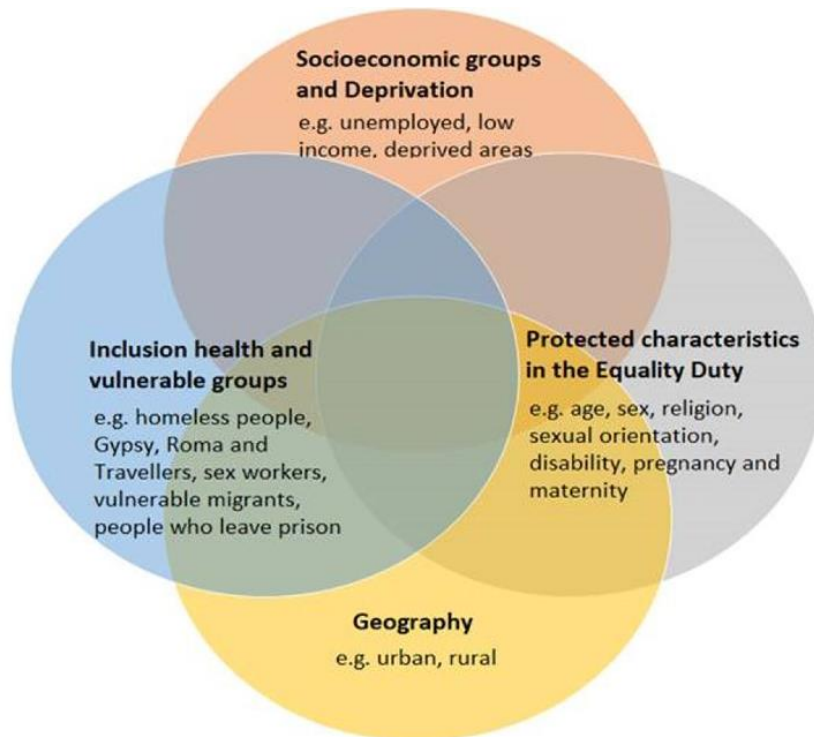 Socioeconomic groups
and Deprivation
e.g. unemployed, low
income, deprived areas
Inclusion health and
vulnerable groups
e.g. homeless people,
Gypsy, Roma and
Travellers, sex workers,
vulnerable migrants,
people who leave prison
Protected characteristics
in the Equality Duty
e.g. age, sex, religion,
sexual orientation,
disability, pregnancy and
maternity
Geography
e.g. urban, rural